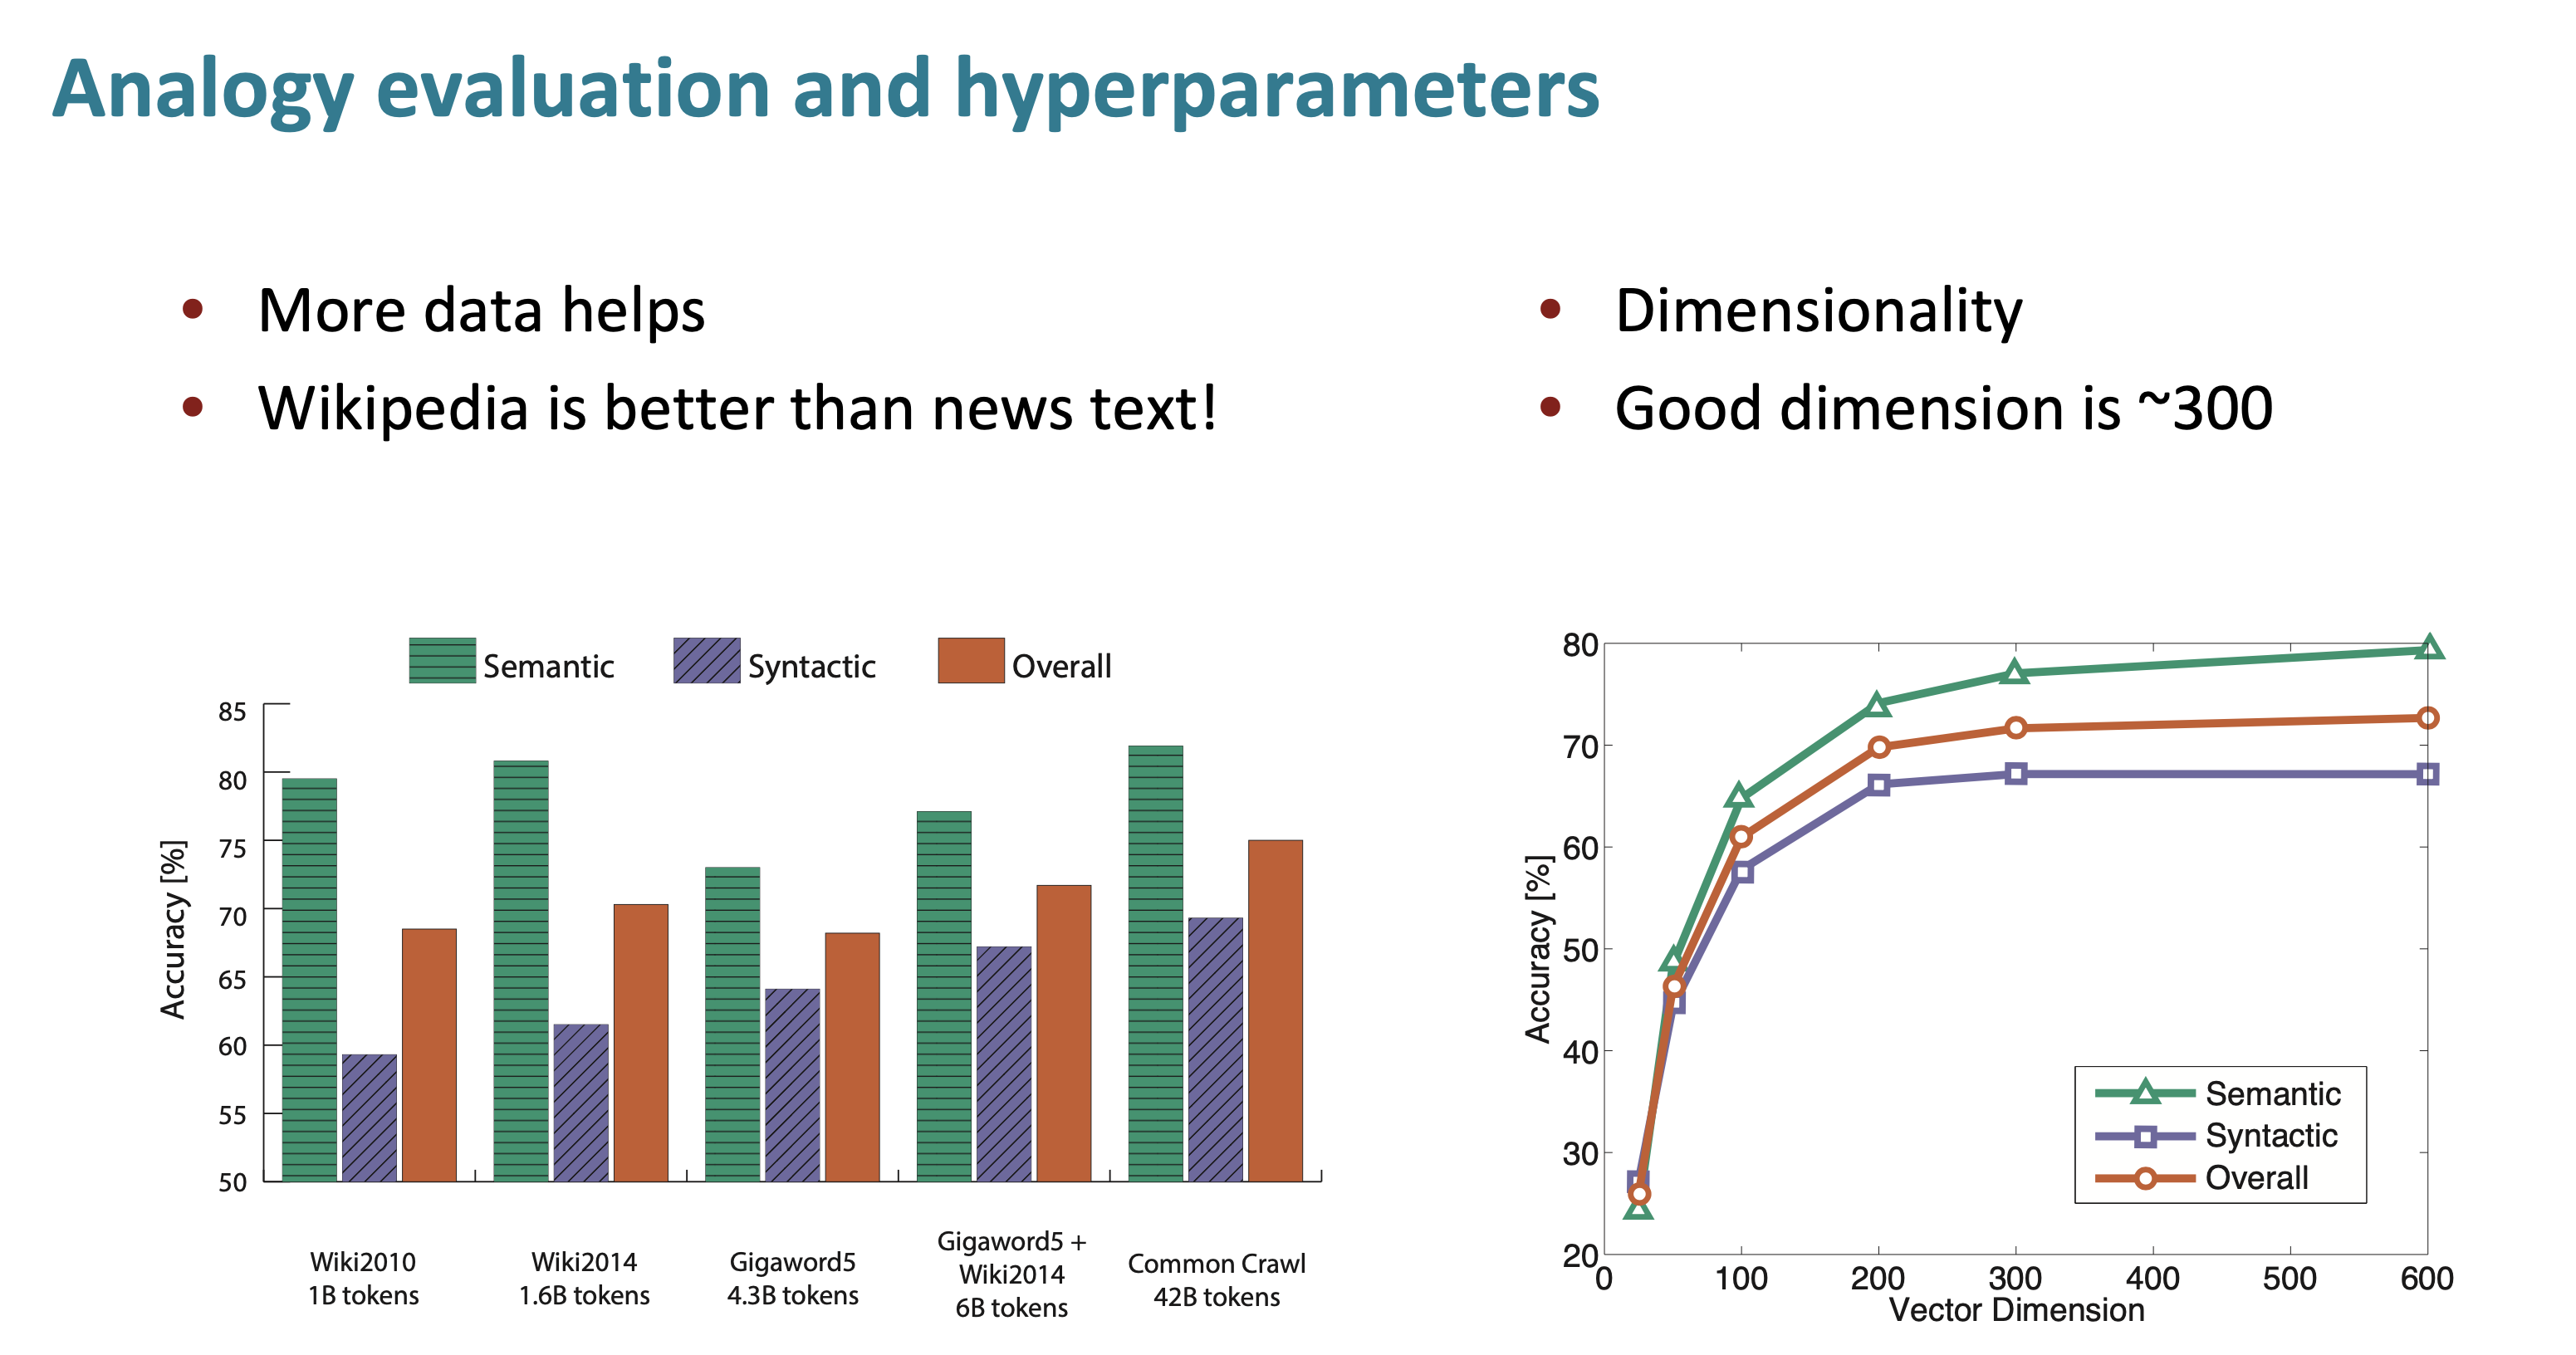 Analogy evaluation and hyperparameters
• More data helps
• Wikipedia is better than news text!
• Dimensionality
• Good dimension is ~300
Semantic
Syntactic
Overall
85
80
75
70
65
60
55
50
Accuracy [%]
Wiki2010
1B tokens
Wiki2014
1.6B tokens
Gigaword5
4.3B tokens
Gigaword5 +
Wiki2014
6B tokens
Common Crawl
42B tokens
80
70
60
50
40
30
20
Accuracy [%]
Semantic
Syntactic
Overall
0 100 200 300 400 500 600
Vector Dimension